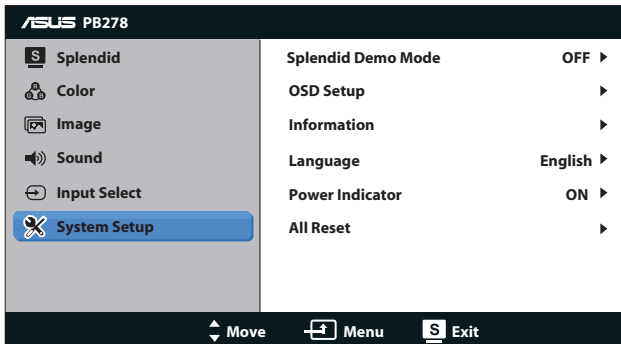 ASUS PB278
S Splendid
Color
Image
Sound
Input Select
System Setup
Splendid Demo Mode OFF
OSD Setup
Information
Language English
Power Indicator ON
All Reset
Move Menu S Exit